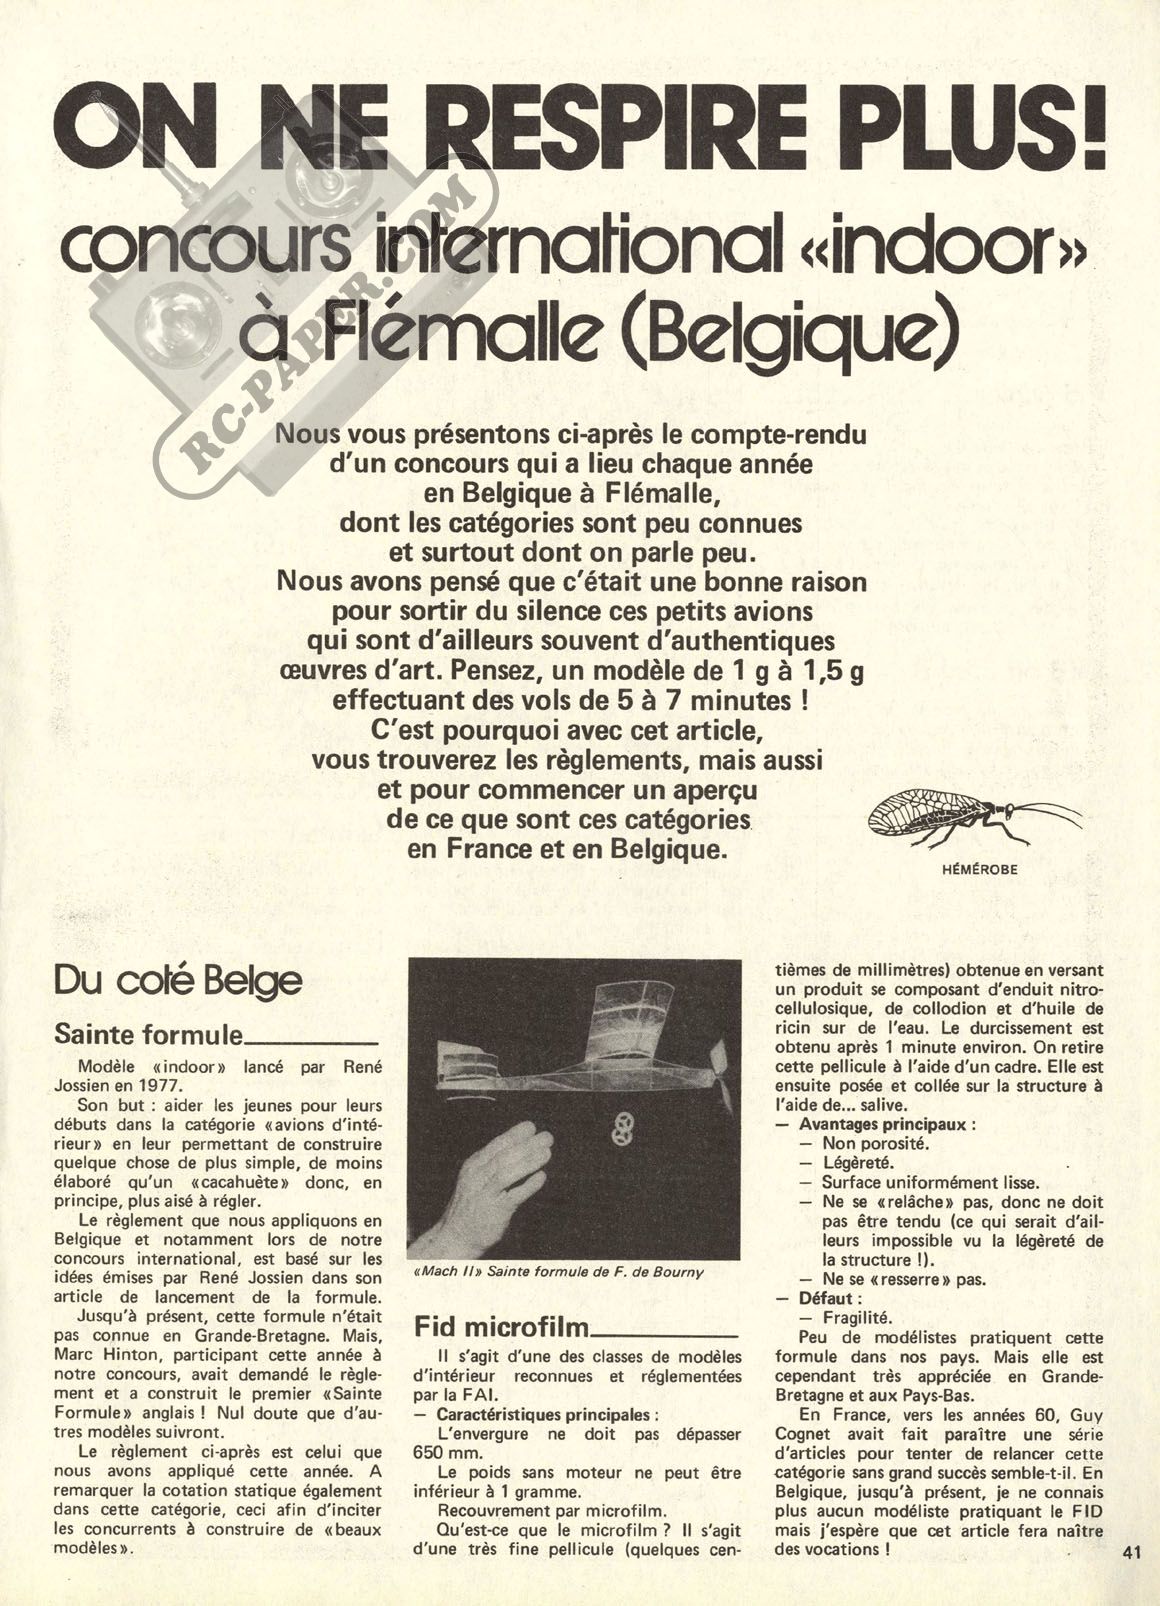 ON NE RESPIRE PLUS!
concours international «indoor»
à Flémalle (Belgique)
RC-PAPER.COM
Nous vous présentons ci-après le compte-rendu
d'un concours qui a lieu chaque année
en Belgique à Flémalle,
dont les catégories sont peu connues
et surtout dont on parle peu.
Nous avons pensé que c'était une bonne raison
pour sortir du silence ces petits avions
qui sont d'ailleurs souvent d'authentiques
œuvres d'art. Pensez, un modèle de 1 g à 1,5 g
effectuant des vols de 5 à 7 minutes !
C'est pourquoi avec cet article,
vous trouverez les règlements, mais aussi
et pour commencer un aperçu
de ce que sont ces catégories
en France et en Belgique.
HÉMÉROBE
Du coté Belge
Sainte formule
Modèle «indoor» lancé par René
Jossien en 1977.
Son but : aider les jeunes pour leurs
débuts dans la catégorie «avions d'inté-
rieur» en leur permettant de construire
quelque chose de plus simple, de moins
élaboré qu'un «cacahuète» donc, en
principe, plus aisé à régler.
Le règlement que nous appliquons en
Belgique et notamment lors de notre
concours international, est basé sur les
idées émises par René Jossien dans son
article de lancement de la formule.
Jusqu'à présent, cette formule n'était
pas connue en Grande-Bretagne. Mais,
Marc Hinton, participant cette année à
notre concours, avait demandé le règle-
ment et a construit le premier «Sainte
Formule» anglais ! Nul doute que d'au-
tres modèles suivront.
Le règlement ci-après est celui que
nous avons appliqué cette année. A
remarquer la cotation statique également
dans cette catégorie, ceci afin d'inciter
les concurrents à construire de «beaux
modèles».
«Mach II» Sainte formule de F. de Bourny
Fid microfilm
Il s'agit d'une des classes de modèles
d'intérieur reconnues et réglementées
par la FAI.
— Caractéristiques principales :
L'envergure ne doit pas dépasser
650 mm.
Le poids sans moteur ne peut être
inférieur à 1 gramme.
Recouvrement par microfilm.
Qu'est-ce que le microfilm ? Il s'agit
d'une très fine pellicule (quelques cen-
tièmes de millimètres) obtenue en versant
un produit se composant d'enduit nitro-
cellulosique, de collodion et d'huile de
ricin sur de l'eau. Le durcissement est
obtenu après 1 minute environ. On retire
cette pellicule à l'aide d'un cadre. Elle est
ensuite posée et collée sur la structure à
l'aide de... salive.
— Avantages principaux :
— Non porosité.
— Légèreté.
— Surface uniformément lisse.
— Ne se «relâche» pas, donc ne doit
pas être tendu (ce qui serait d'ail-
leurs impossible vu la légèreté de
la structure !).
— Ne se «resserre» pas.
— Défaut :
— Fragilité.
Peu de modélistes pratiquent cette
formule dans nos pays. Mais elle est
cependant très appréciée en Grande-
Bretagne et aux Pays-Bas.
En France, vers les années 60, Guy
Cognet avait fait paraître une série
d'articles pour tenter de relancer cette
catégorie sans grand succès semble-t-il. En
Belgique, jusqu'à présent, je ne connais
plus aucun modéliste pratiquant le FID
mais j'espère que cet article fera naître
des vocations !
41